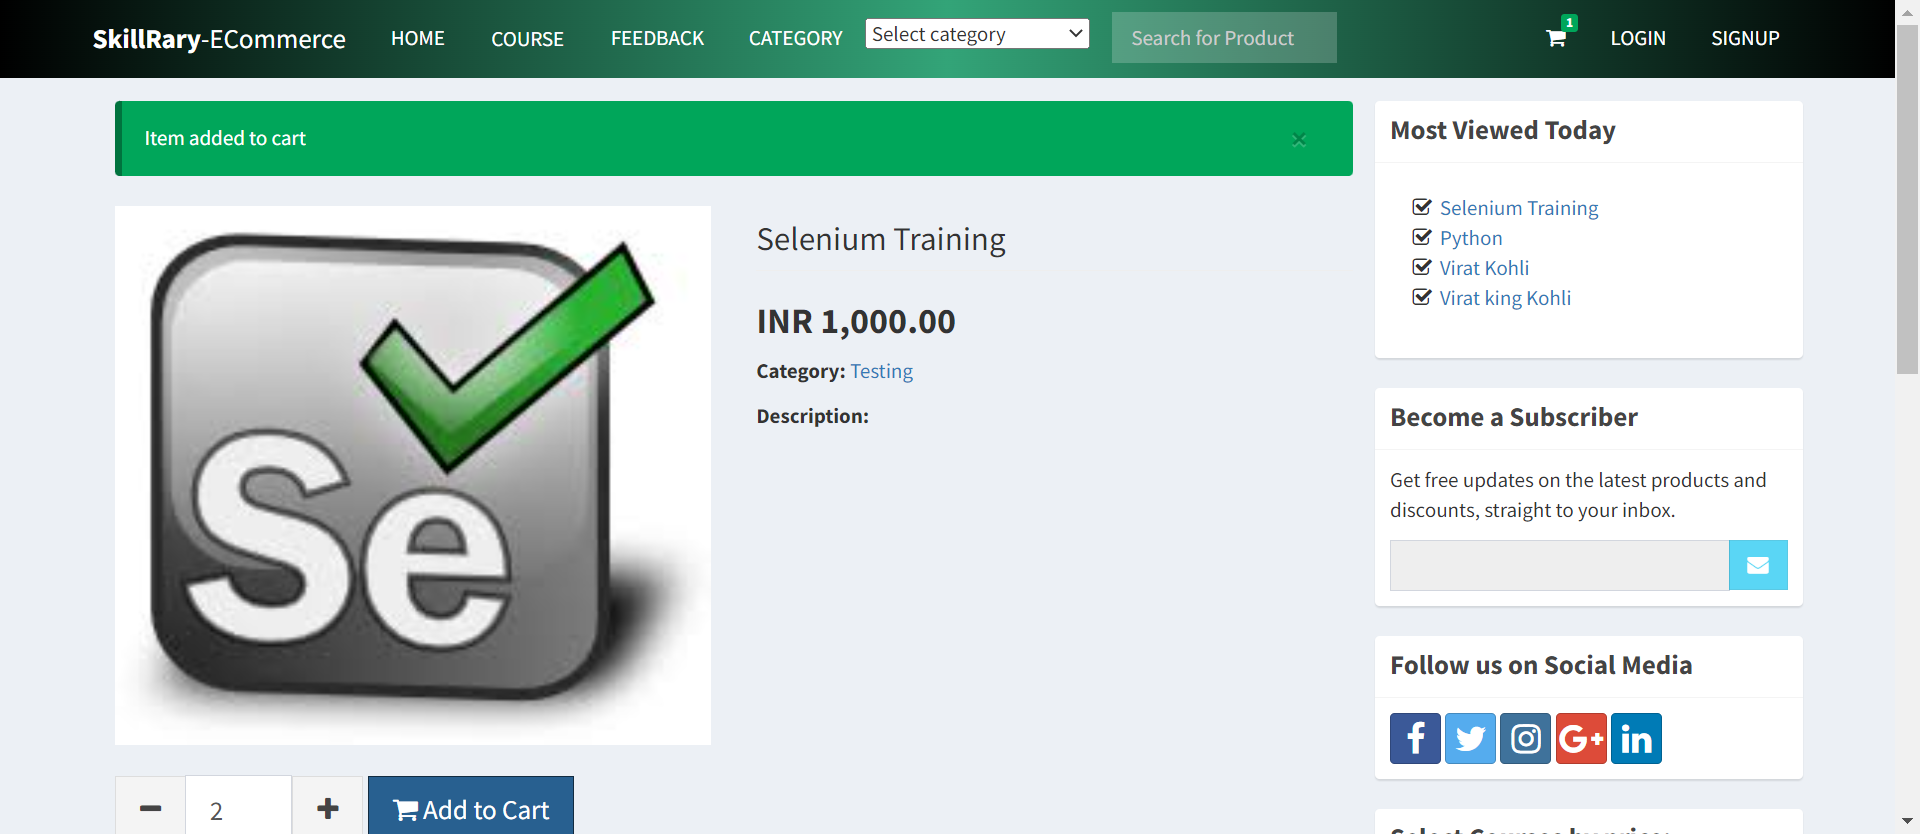 SkillRary-ECommerce HOME COURSE FEEDBACK CATEGORY Select category Search for Product 1 LOGIN SIGNUP
Item added to cart ×
Se
Selenium Training
INR 1,000.00
Category: Testing
Description:
2
Add to Cart
Most Viewed Today
Selenium Training
Python
Virat Kohli
Virat king Kohli
Become a Subscriber
Get free updates on the latest products and
discounts, straight to your inbox.
Follow us on Social Media
f G+ in